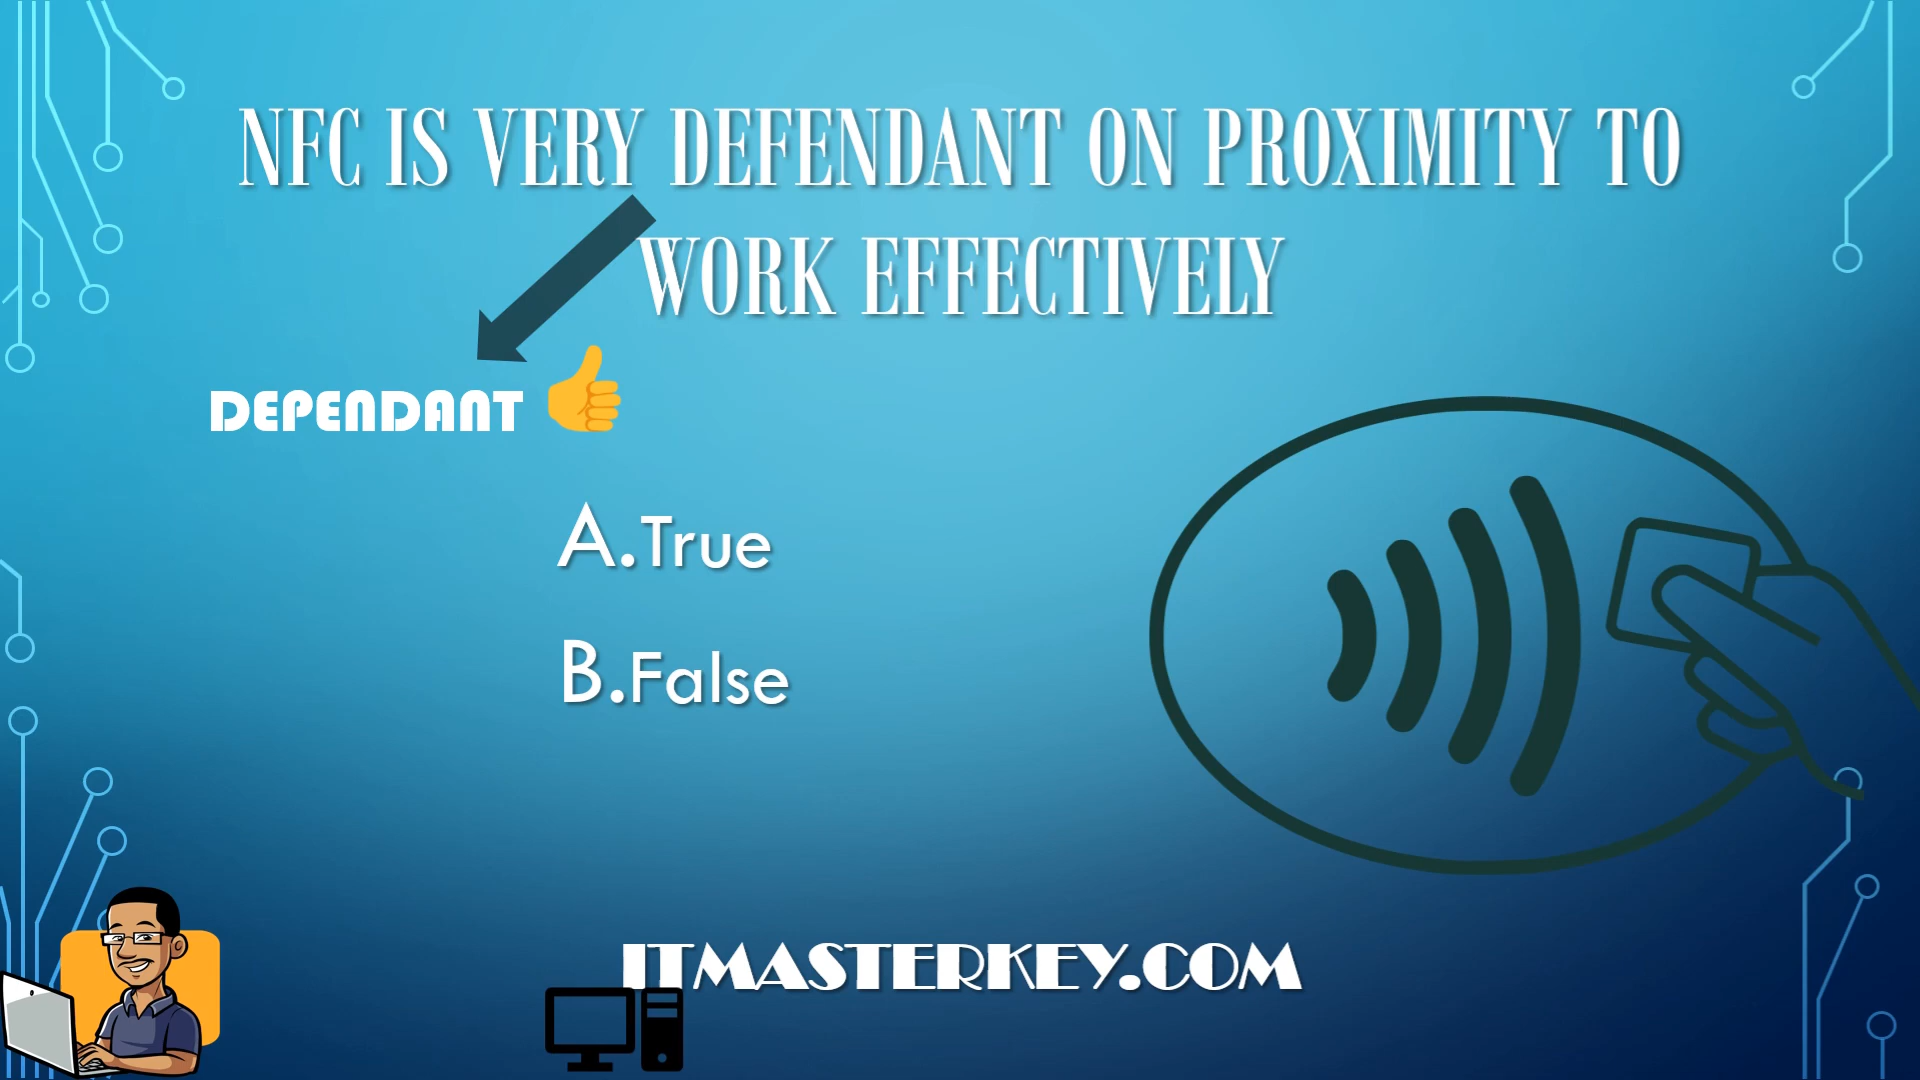 NFC IS VERY DEFENDANT ON PROXIMITY TO
WORK EFFECTIVELY
DEPENDANT
A.True
B.False
ITMASTERKEY.COM